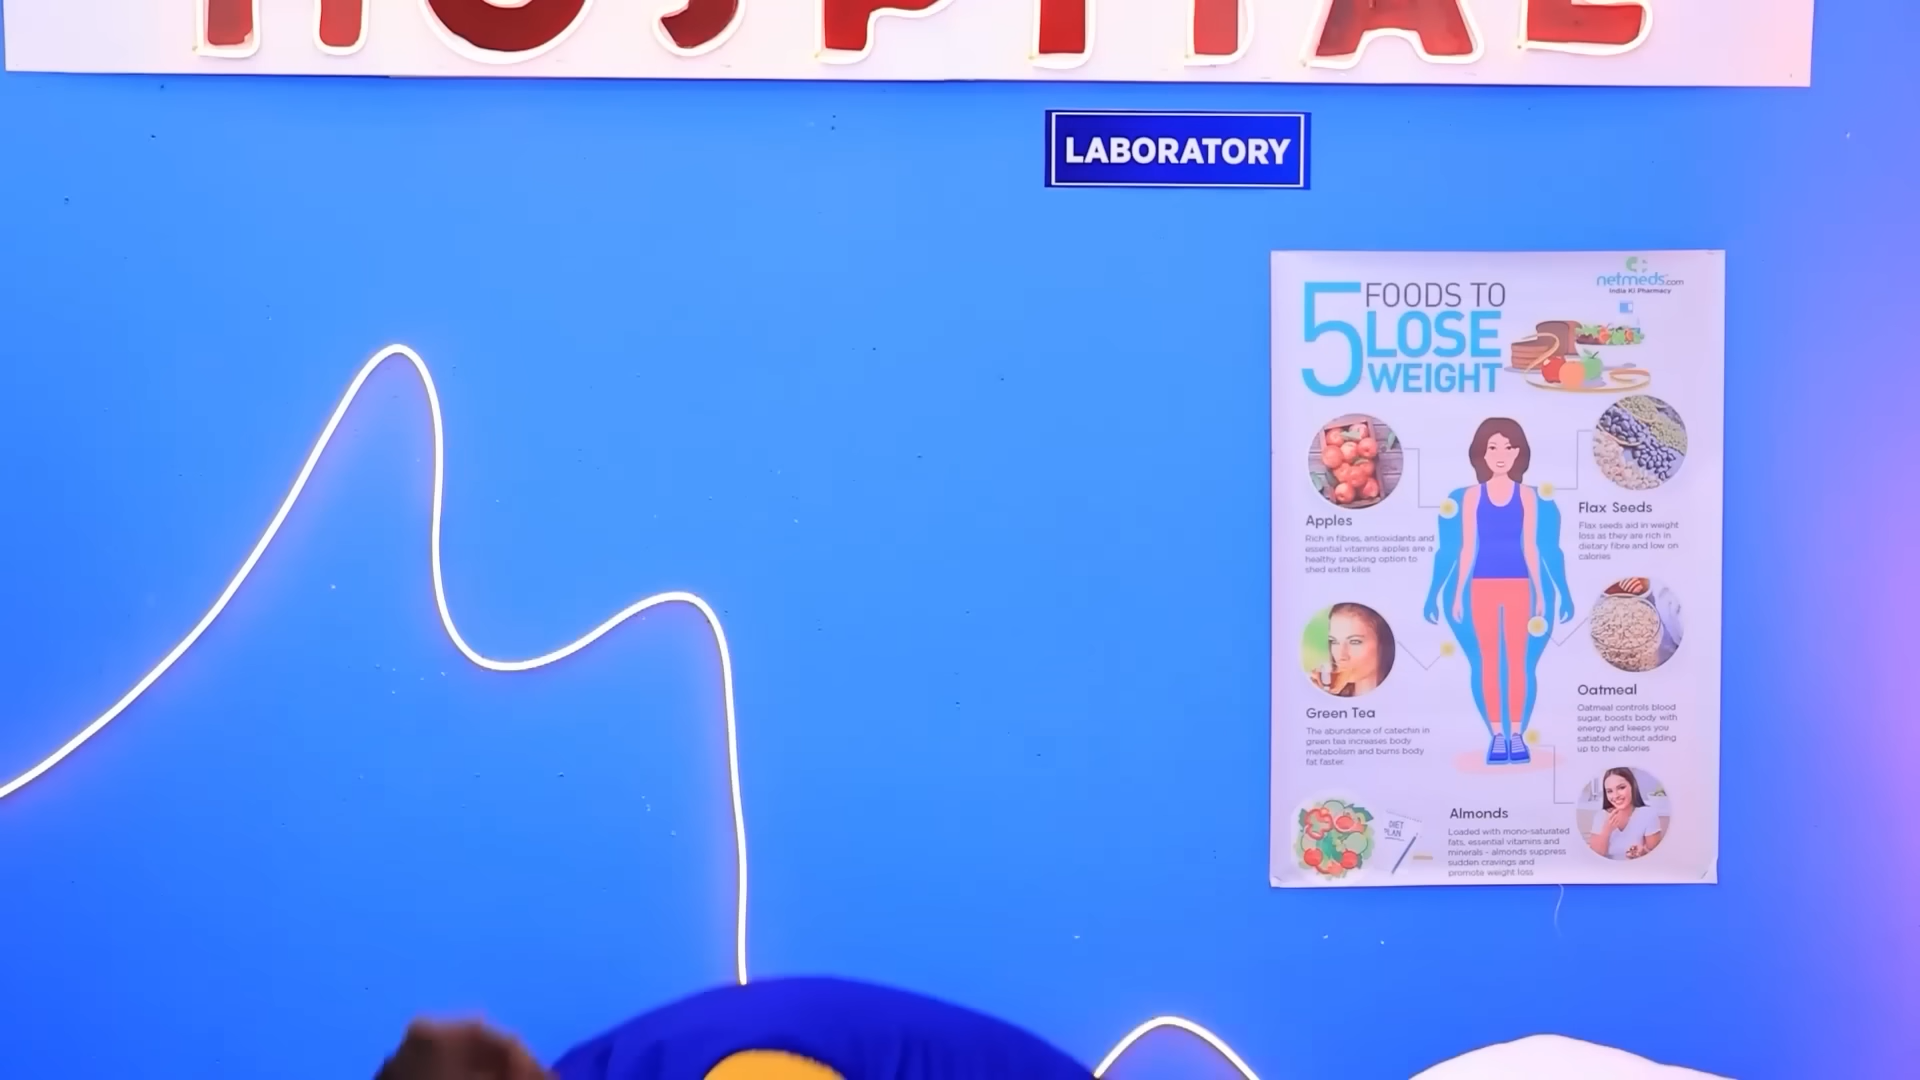 HOSPITAL
LABORATORY
netmeds.com
India Ki Pharmacy
5 FOODS TO
LOSE
WEIGHT
Apples
Rich in fibres, antioxidants and
essential vitamins apples are a
healthy snacking option to
shed extra kilos
Flax Seeds
Flax seeds aid in weight
loss as they are rich in
dietary fibre and low on
calories
Green Tea
The abundance of catechin in
green tea increases body
metabolism and burns body
fat faster.
Oatmeal
Oatmeal controls blood
sugar, boosts body with
energy and keeps you
satiated without adding
up to the calories
DIET
PLAN
Almonds
Loaded with mono-saturated
fats, essential vitamins and
minerals - almonds suppress
sudden cravings and
promote weight loss